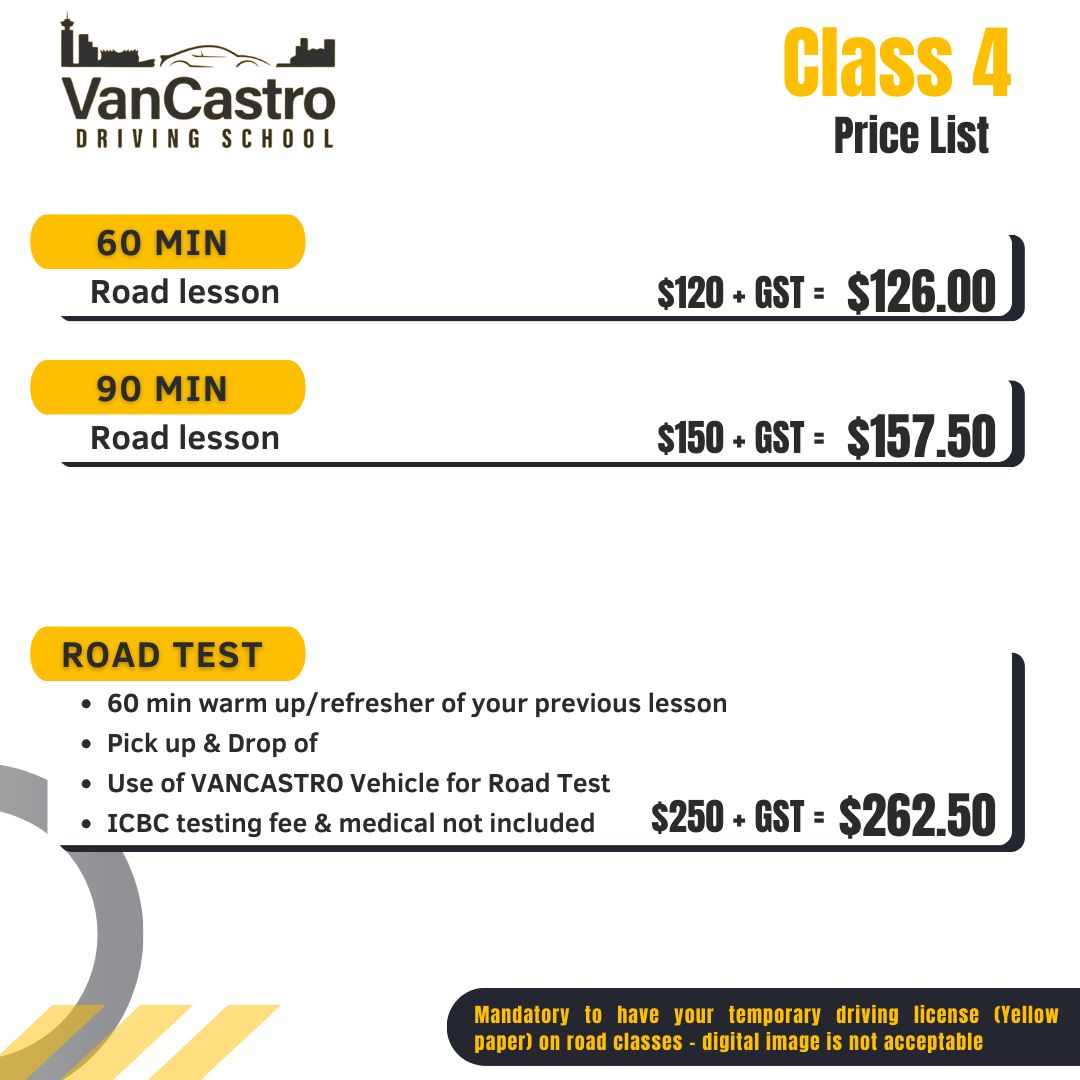 VanCastro
DRIVING SCHOOL
Class 4
Price List
60 MIN
Road lesson
$120 + GST = $126.00
90 MIN
Road lesson
$150 + GST = $157.50
ROAD TEST
• 60 min warm up/refresher of your previous lesson
• Pick up & Drop of
• Use of VANCASTRO Vehicle for Road Test
• ICBC testing fee & medical not included
$250 + GST = $262.50
Mandatory to have your temporary driving license (Yellow
paper) on road classes - digital image is not acceptable